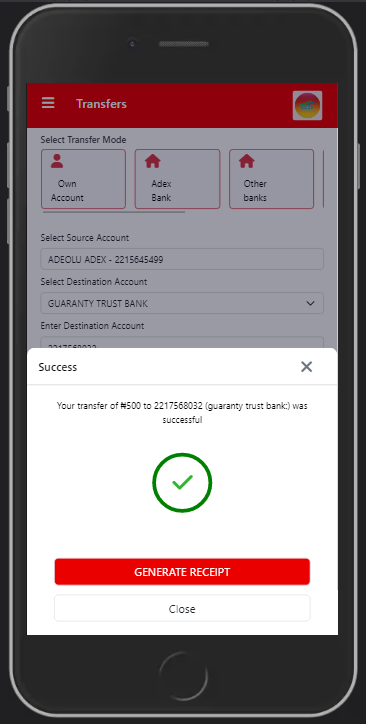 Transfers
Select Transfer Mode
Own
Account
Adex
Bank
Other
banks
Select Source Account
ADEOLU ADEX - 2215645499
Select Destination Account
GUARANTY TRUST BANK
Enter Destination Account
2217568032
Success
Your transfer of ₦500 to 2217568032 (guaranty trust bank:) was
successful
GENERATE RECEIPT
Close